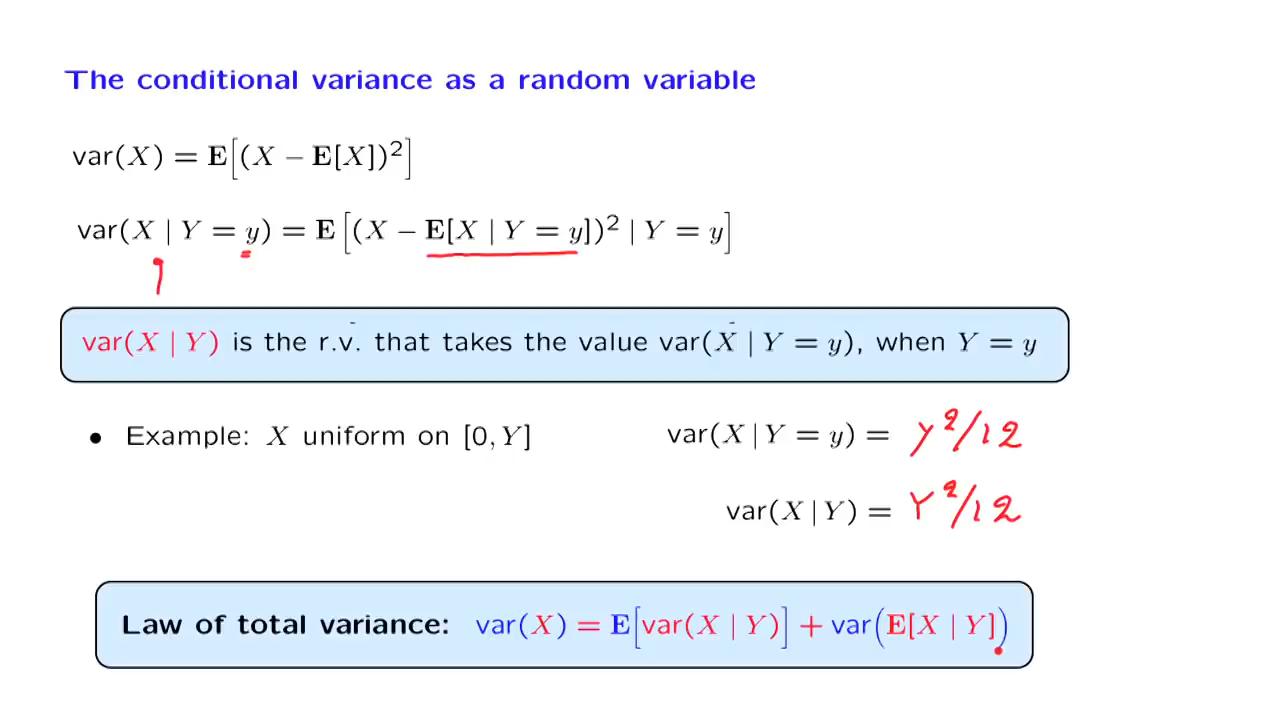 The conditional variance as a random variable
var(X) = E[(X − E[X])²]
var(X | Y = y) = E[(X − E[X | Y = y])² | Y = y]
var(X | Y) is the r.v. that takes the value var(X | Y = y), when Y = y
• Example: X uniform on [0, Y]
var(X | Y = y) = y²/12
var(X | Y) = Y²/12
Law of total variance: var(X) = E[var(X | Y)] + var(E[X | Y])